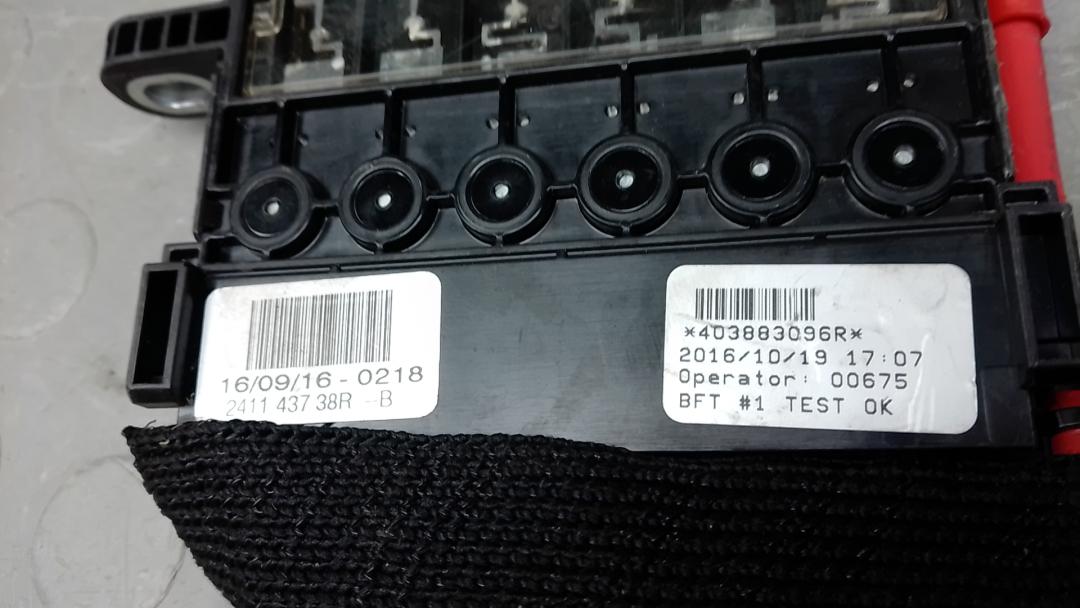 16/09/16-0218
2411 437 38R --B
*403883096R*
2016/10/19 17:07
Operator: 00675
BFT #1 TEST OK